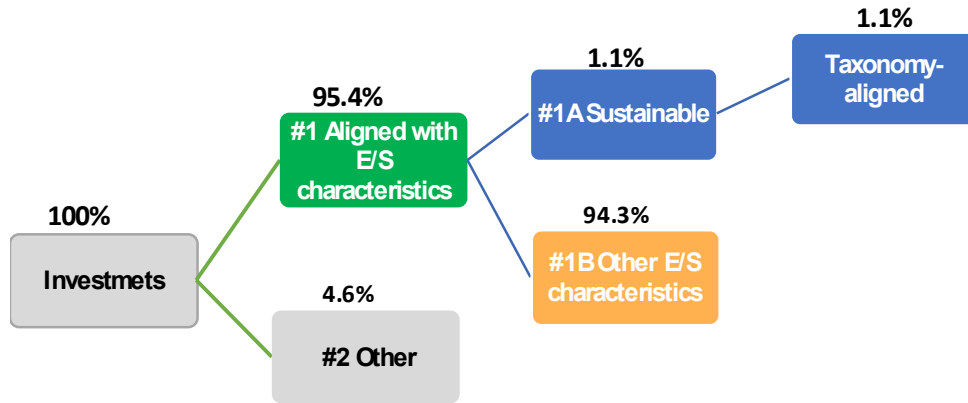 1.1%
Taxonomy-
aligned
1.1%
#1A Sustainable
95.4%
#1 Aligned with
E/S
characteristics
100%
Investmets
94.3%
#1B Other E/S
characteristics
4.6%
#2 Other